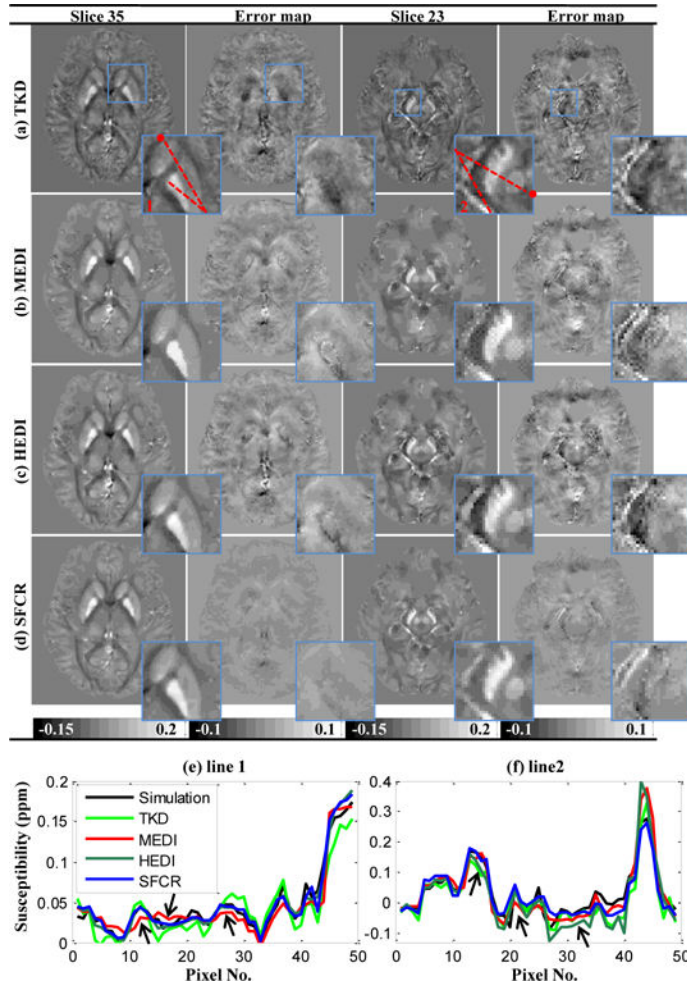 Slice 35 Error map Slice 23 Error map
(a) TKD
(b) MEDI
(c) HEDI
(d) SFCR
-0.15 0.2 -0.1 0.1 -0.15 0.2 -0.1 0.1
(e) line 1
Susceptibility (ppm)
0.2
0.15
0.1
0.05
0
Simulation
TKD
MEDI
HEDI
SFCR
0 10 20 30 40 50
Pixel No.
(f) line2
0.4
0.3
0.2
0.1
0
-0.1
0 10 20 30 40 50
Pixel No.